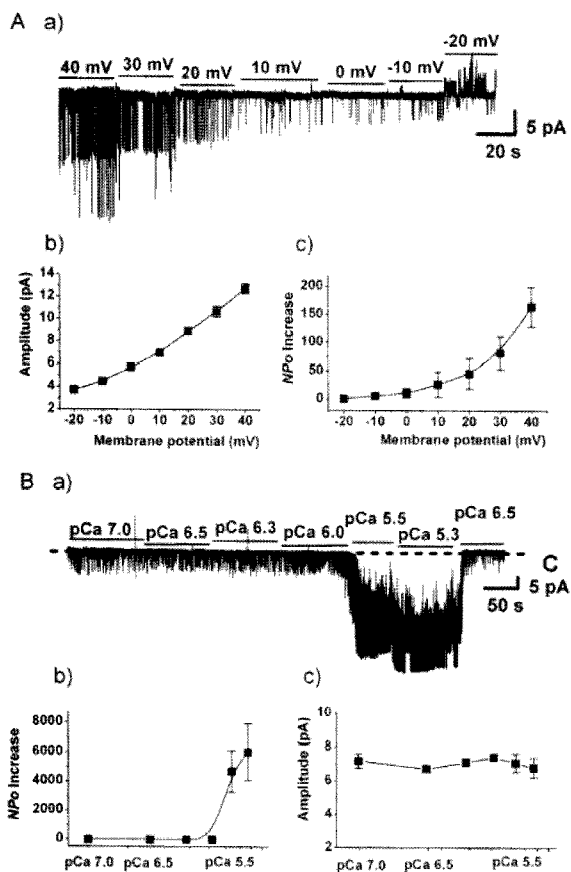 A a)
40 mV 30 mV 20 mV 10 mV 0 mV -10 mV -20 mV
5 pA
20 s
b)
Amplitude (pA)
14
12
10
8
6
4
2
-20 -10 0 10 20 30 40
Membrane potential (mV)
c)
NPo Increase
200
150
100
50
0
-20 -10 0 10 20 30 40
Membrane potential (mV)
B a)
pCa 7.0 pCa 6.5 pCa 6.3 pCa 6.0 pCa 5.5 pCa 5.3 pCa 6.5
C
5 pA
50 s
b)
NPo Increase
8000
6000
4000
2000
0
pCa 7.0 pCa 6.5 pCa 5.5
c)
Amplitude (pA)
10
8
6
4
2
pCa 7.0 pCa 6.5 pCa 5.5